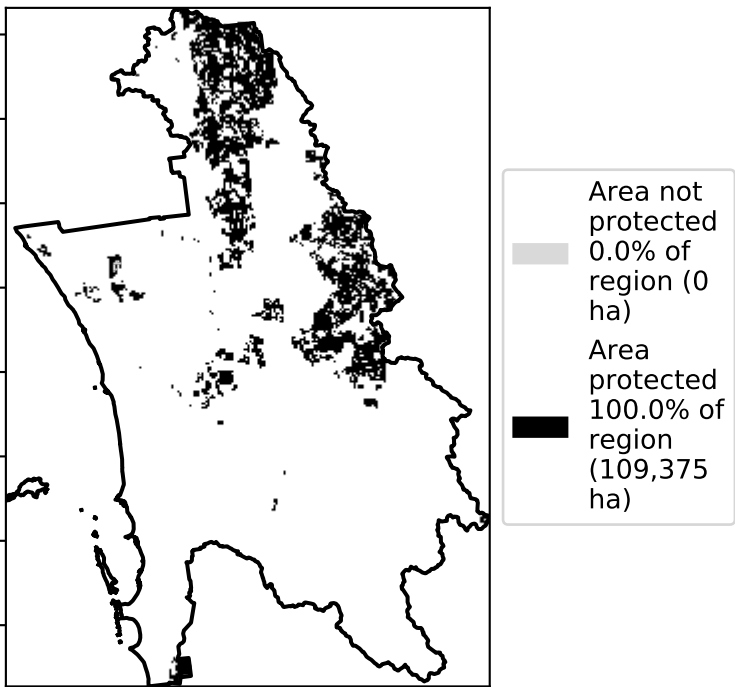 Area not
protected
0.0% of
region (0
ha)
Area
protected
100.0% of
region
(109,375
ha)